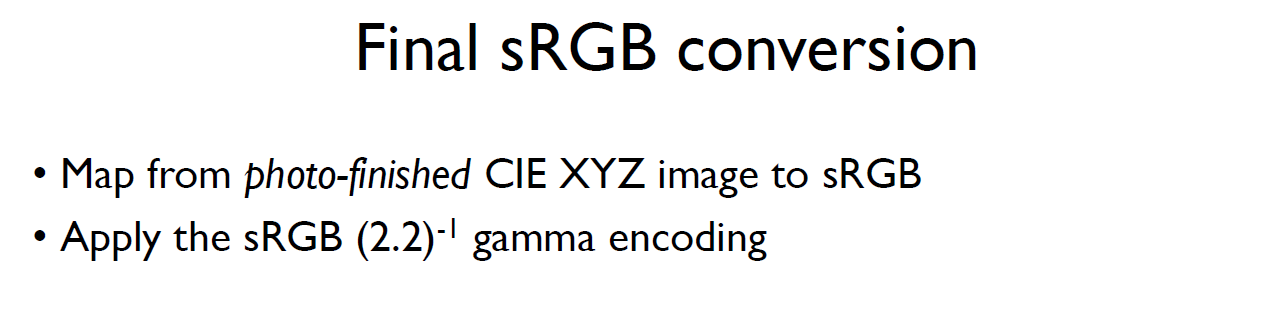 Final sRGB conversion
• Map from photo-finished CIE XYZ image to sRGB
• Apply the sRGB (2.2)⁻¹ gamma encoding